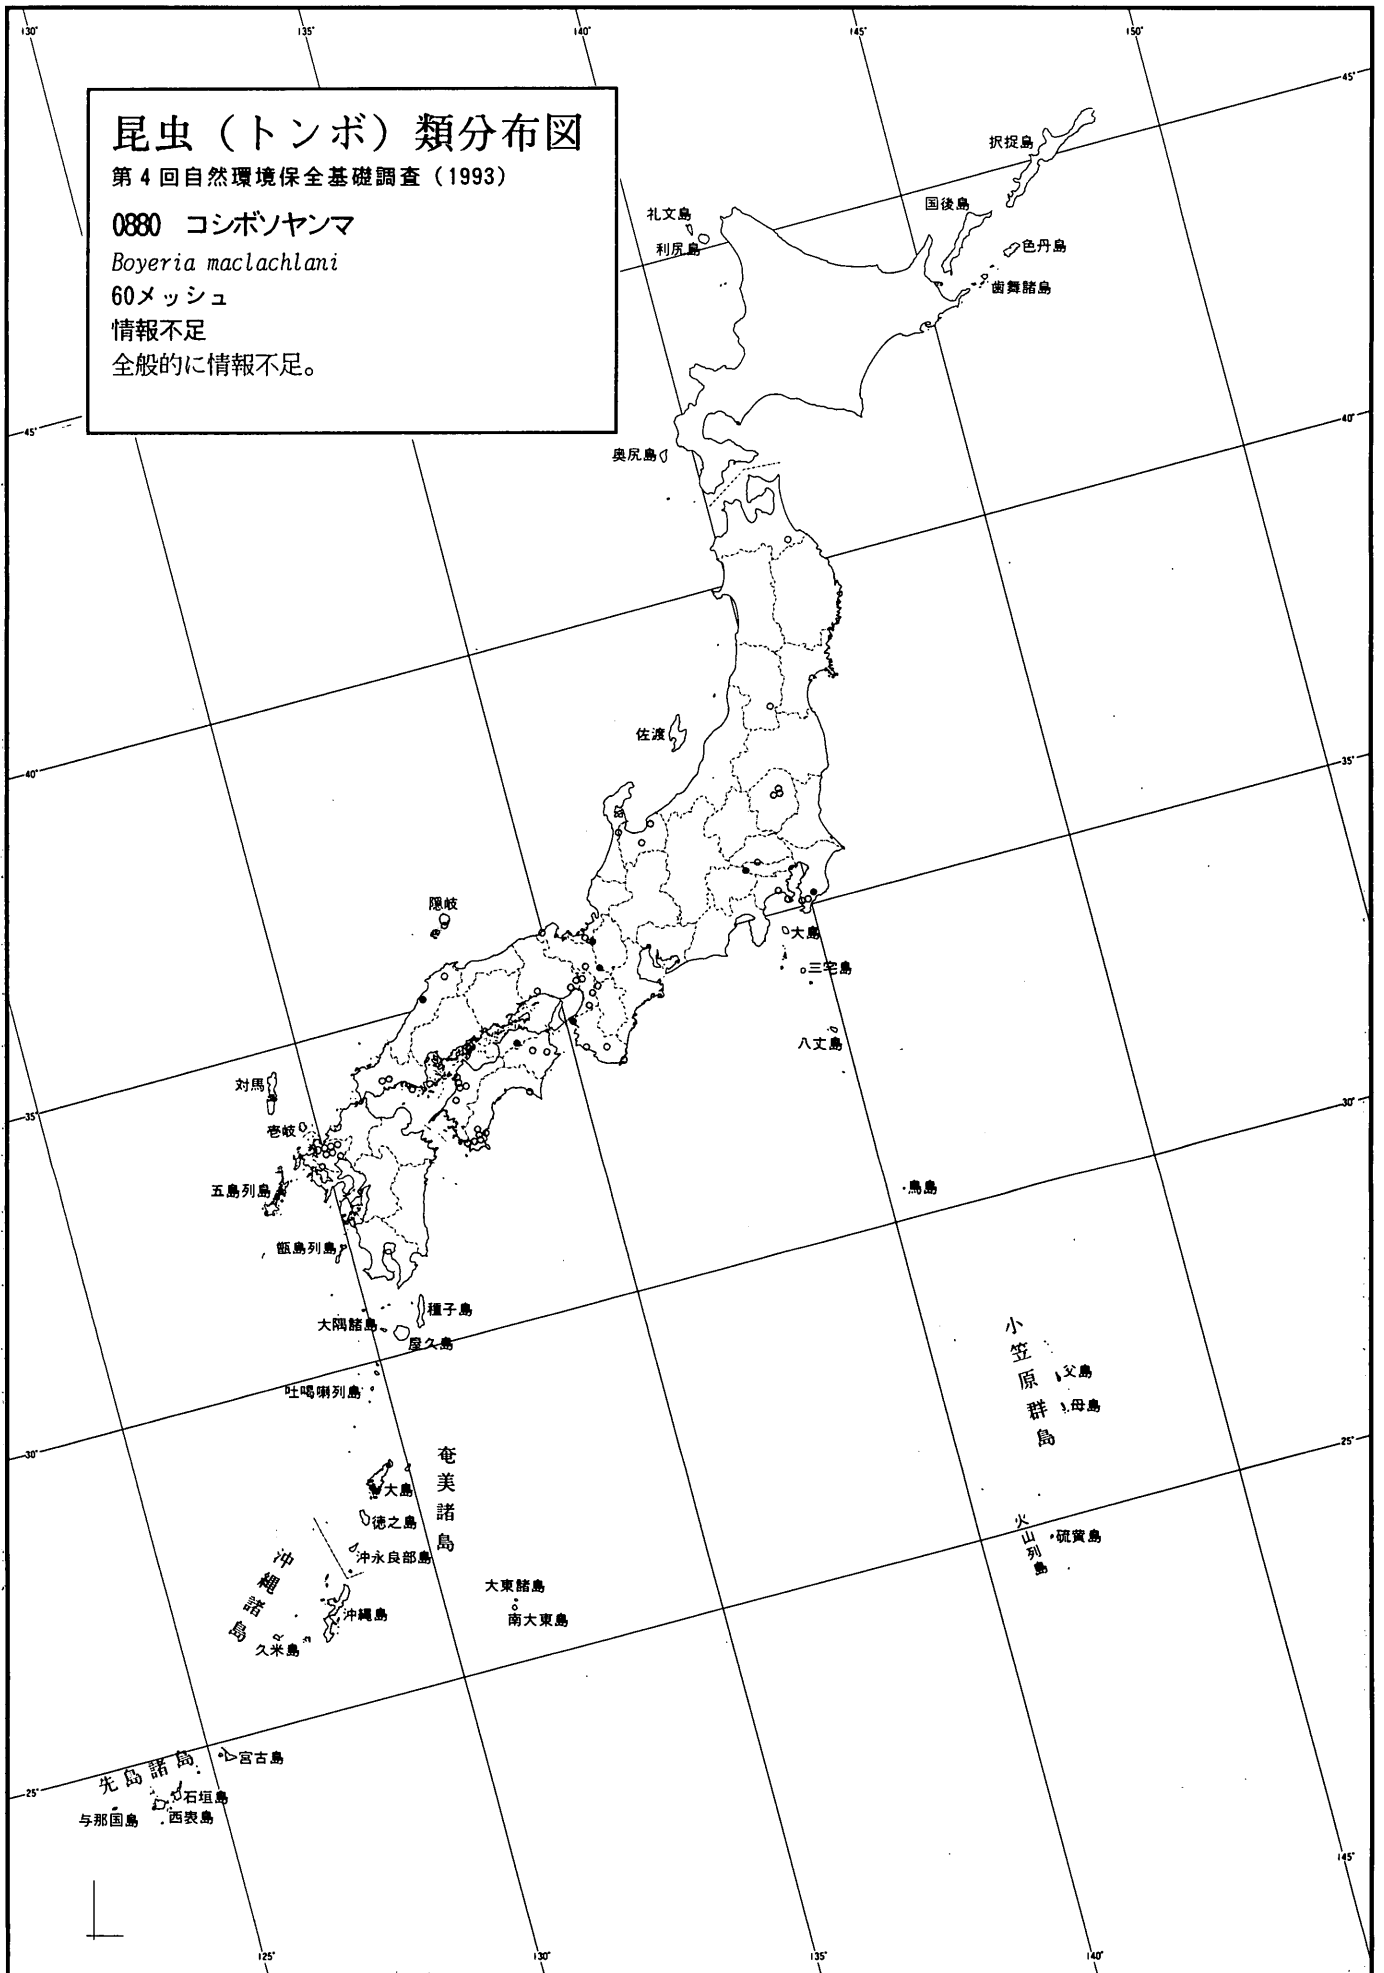 130°
135°
140°
145°
150°
昆虫（トンボ）類分布図
第4回自然環境保全基礎調査（1993）
0880 コシボソヤンマ
Boyeria maclachlani
60メッシュ
情報不足
全般的に情報不足。
45°
択捉島
国後島
礼文島
利尻島
色丹島
歯舞諸島
40°
45°
奥尻島
佐渡
35°
40°
隠岐
大島
三宅島
八丈島
対馬
35°
壱岐
30°
五島列島
鳥島
甑島列島
種子島
大隅諸島
屋久島
吐噶喇列島
小笠原群島
父島
母島
25°
30°
奄美諸島
大島
徳之島
沖永良部島
沖縄諸島
沖縄島
久米島
大東諸島
南大東島
火山列島
硫黄島
先島諸島
宮古島
石垣島
西表島
与那国島
25°
145°
125°
130°
135°
140°